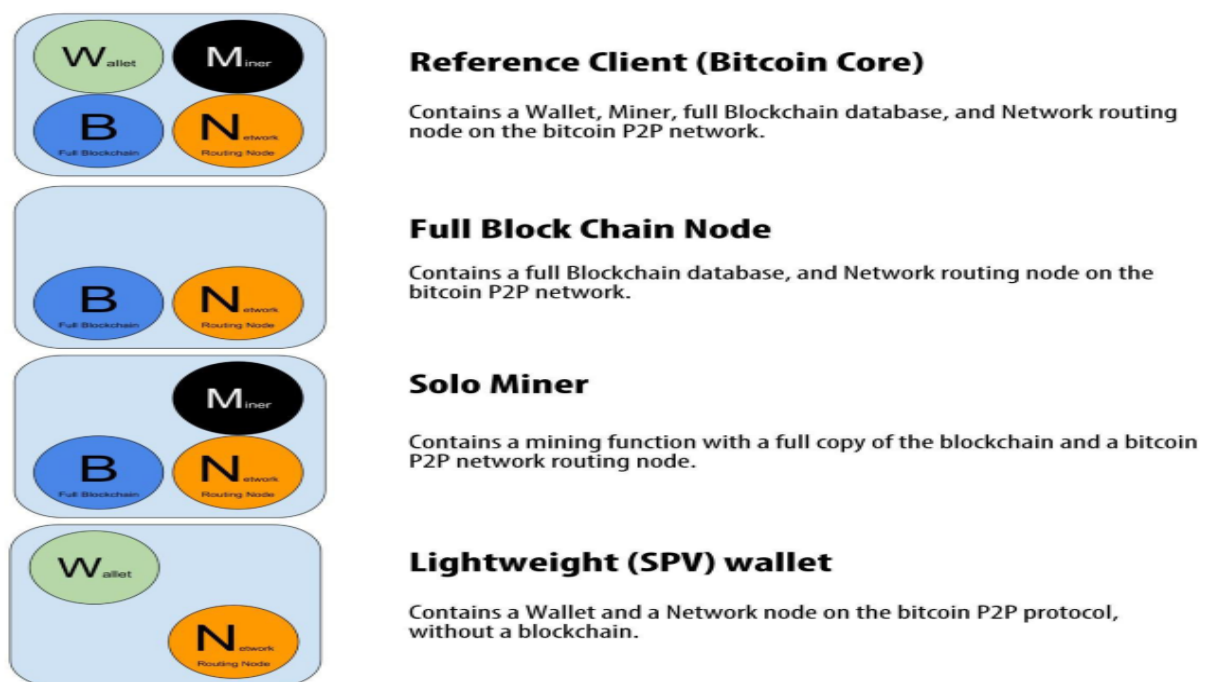 Wallet Miner
B N etwork
Full Blockchain Routing Node
Reference Client (Bitcoin Core)
Contains a Wallet, Miner, full Blockchain database, and Network routing
node on the bitcoin P2P network.
B N etwork
Full Blockchain Routing Node
Full Block Chain Node
Contains a full Blockchain database, and Network routing node on the
bitcoin P2P network.
Miner
B N etwork
Full Blockchain Routing Node
Solo Miner
Contains a mining function with a full copy of the blockchain and a bitcoin
P2P network routing node.
Wallet
N etwork
Routing Node
Lightweight (SPV) wallet
Contains a Wallet and a Network node on the bitcoin P2P protocol,
without a blockchain.